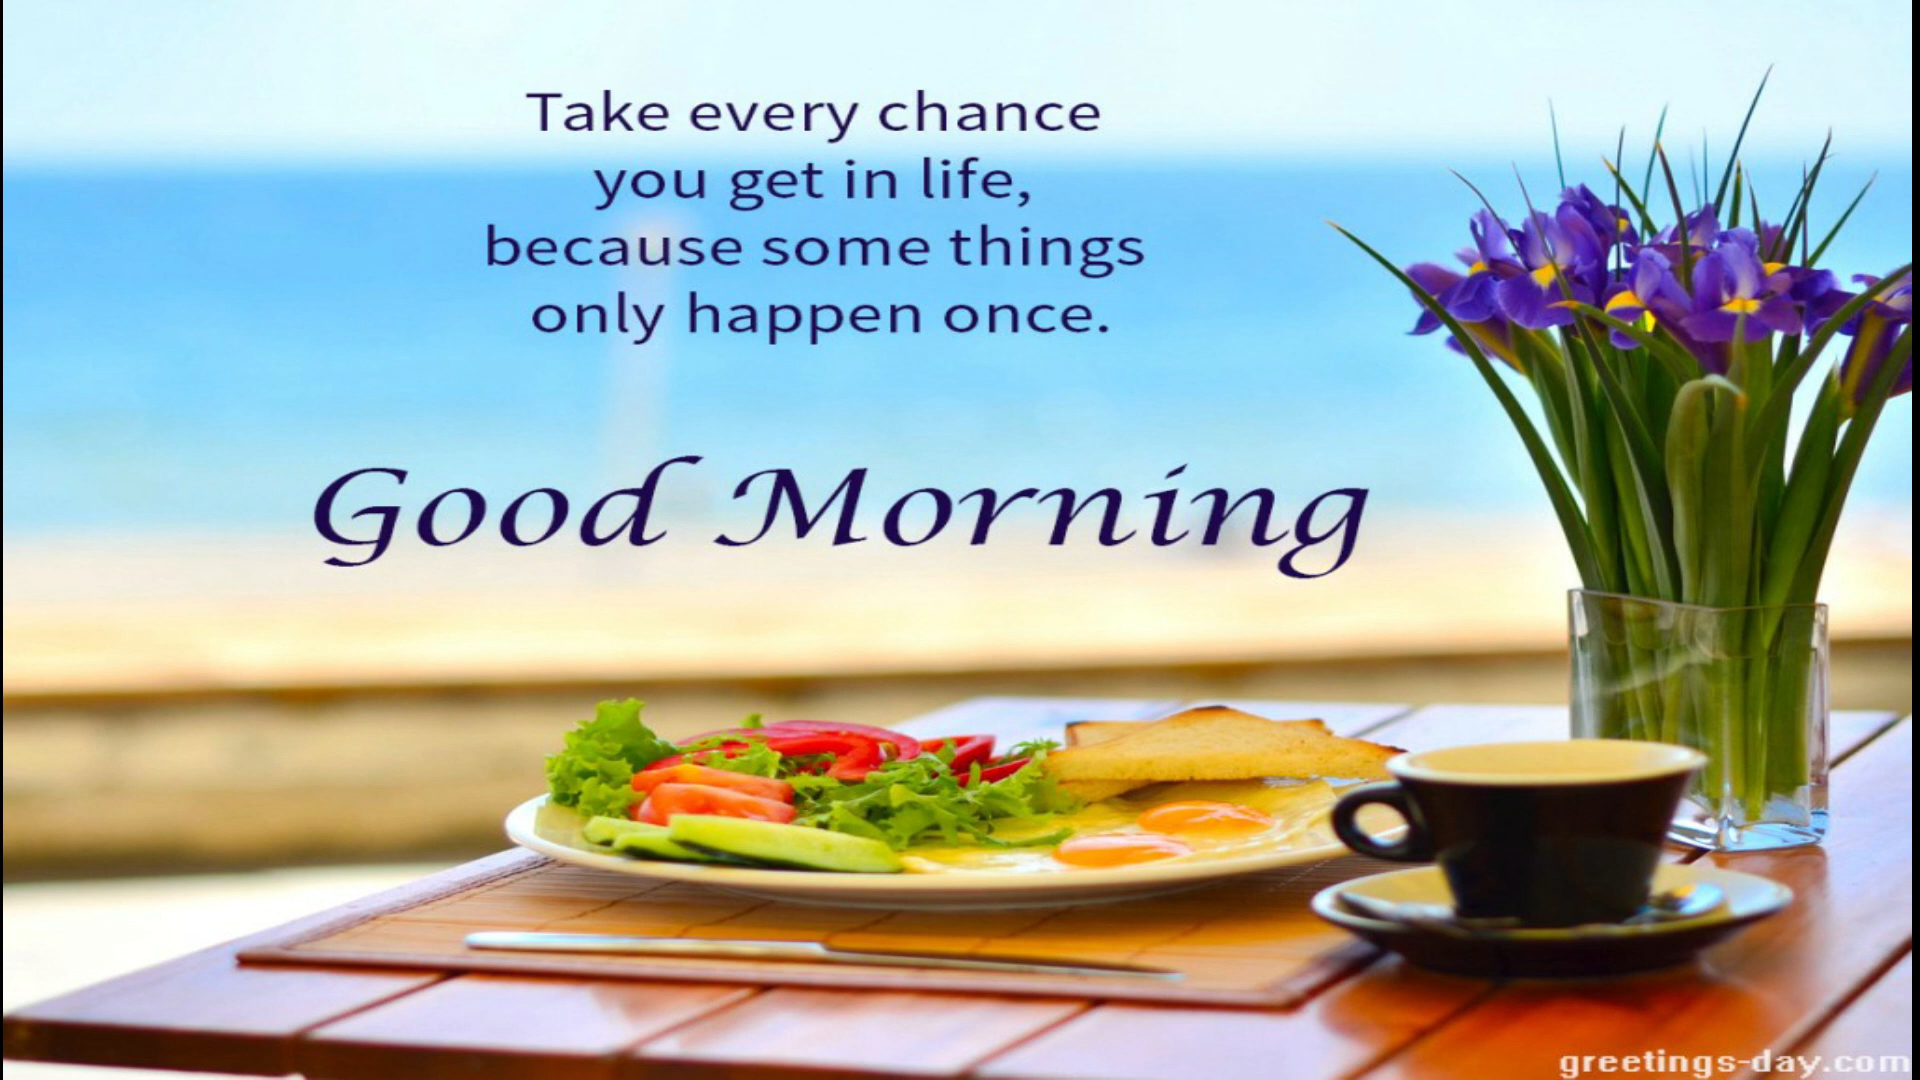 Take every chance
you get in life,
because some things
only happen once.
Good Morning
greetings-day.com